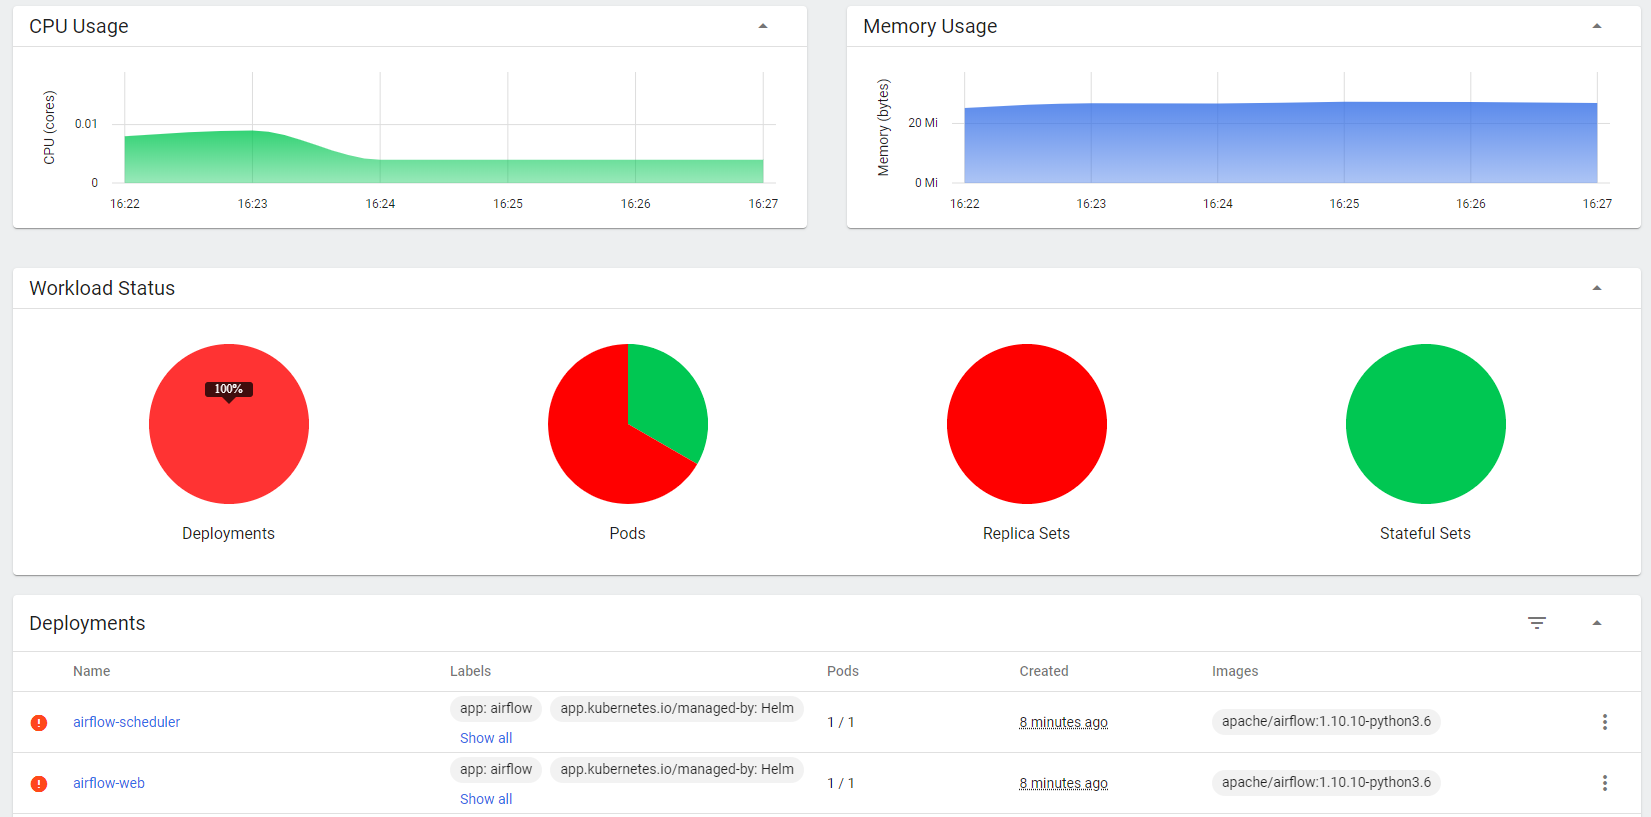 CPU Usage
CPU (cores)
0.01
0
16:22 16:23 16:24 16:25 16:26 16:27
Memory Usage
Memory (bytes)
20 Mi
0 Mi
16:22 16:23 16:24 16:25 16:26 16:27
Workload Status
100%
Deployments Pods Replica Sets Stateful Sets
Deployments
Name Labels Pods Created Images
airflow-scheduler app: airflow app.kubernetes.io/managed-by: Helm 1 / 1 8 minutes ago apache/airflow:1.10.10-python3.6
Show all
airflow-web app: airflow app.kubernetes.io/managed-by: Helm 1 / 1 8 minutes ago apache/airflow:1.10.10-python3.6
Show all